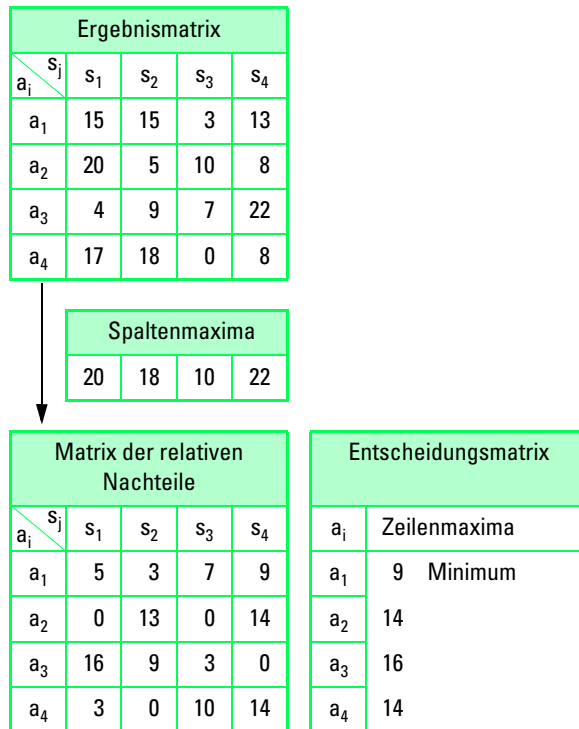 Ergebnismatrix
ai sj s1 s2 s3 s4
a1 15 15 3 13
a2 20 5 10 8
a3 4 9 7 22
a4 17 18 0 8
Spaltenmaxima
20 18 10 22
Matrix der relativen
Nachteile
ai sj s1 s2 s3 s4
a1 5 3 7 9
a2 0 13 0 14
a3 16 9 3 0
a4 3 0 10 14
Entscheidungsmatrix
ai Zeilenmaxima
a1 9 Minimum
a2 14
a3 16
a4 14